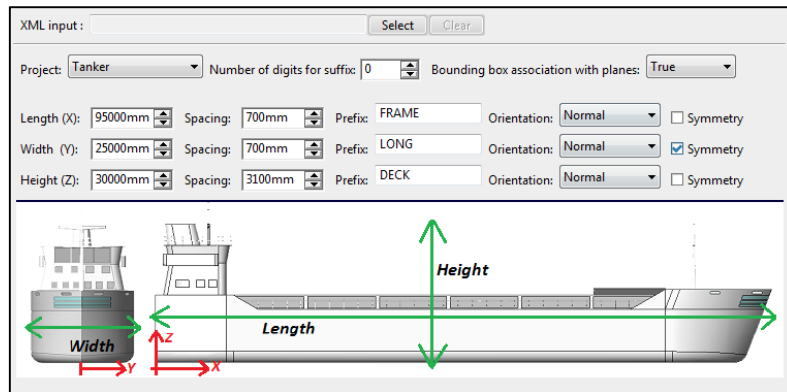 XML input : Select Clear
Project: Tanker Number of digits for suffix: 0 Bounding box association with planes: True
Length (X): 95000mm Spacing: 700mm Prefix: FRAME Orientation: Normal Symmetry
Width (Y): 25000mm Spacing: 700mm Prefix: LONG Orientation: Normal Symmetry
Height (Z): 30000mm Spacing: 3100mm Prefix: DECK Orientation: Normal Symmetry
Height
Length
Width
Z
Y
X